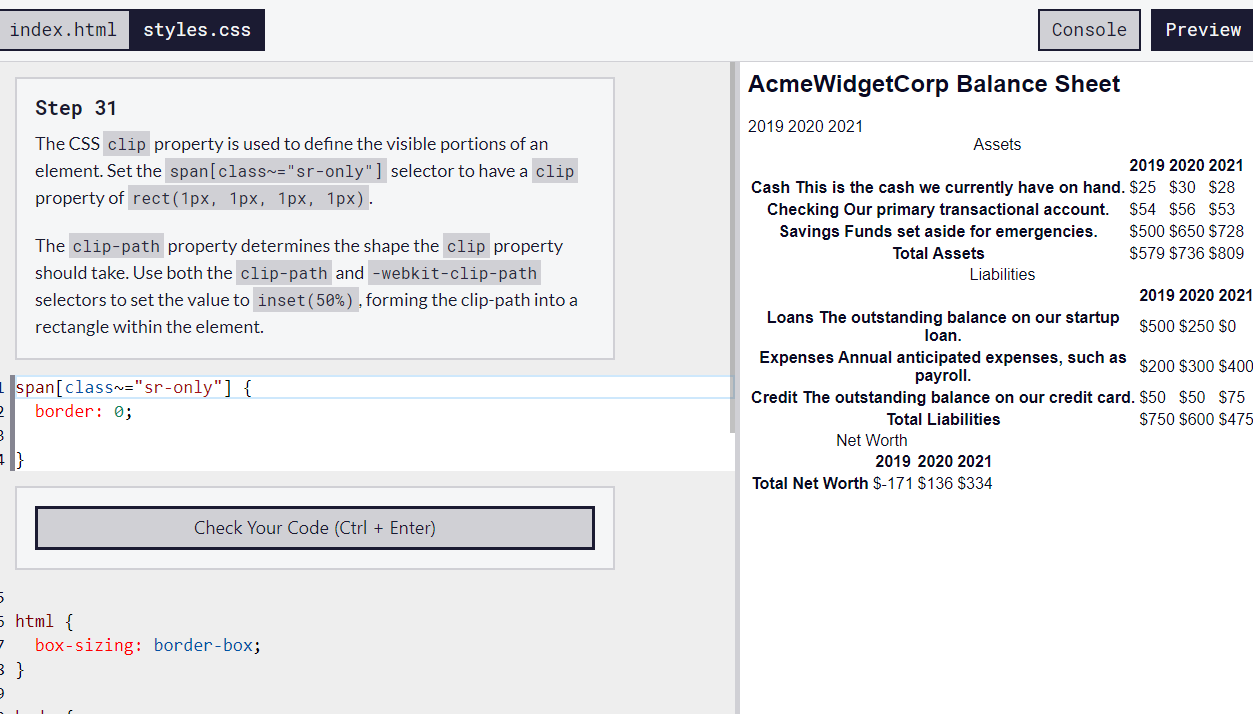 index.html styles.css Console Preview
Step 31
The CSS clip property is used to define the visible portions of an
element. Set the span[class~="sr-only"] selector to have a clip
property of rect(1px, 1px, 1px, 1px).
The clip-path property determines the shape the clip property
should take. Use both the clip-path and -webkit-clip-path
selectors to set the value to inset(50%), forming the clip-path into a
rectangle within the element.
1 span[class~="sr-only"] {
2 border: 0;
3
4 }
Check Your Code (Ctrl + Enter)
5
6 html {
7 box-sizing: border-box;
8 }
9
AcmeWidgetCorp Balance Sheet
2019 2020 2021
Assets
2019 2020 2021
Cash This is the cash we currently have on hand. $25 $30 $28
Checking Our primary transactional account. $54 $56 $53
Savings Funds set aside for emergencies. $500 $650 $728
Total Assets $579 $736 $809
Liabilities
2019 2020 2021
Loans The outstanding balance on our startup
loan. $500 $250 $0
Expenses Annual anticipated expenses, such as
payroll. $200 $300 $400
Credit The outstanding balance on our credit card. $50 $50 $75
Total Liabilities $750 $600 $475
Net Worth
2019 2020 2021
Total Net Worth $-171 $136 $334